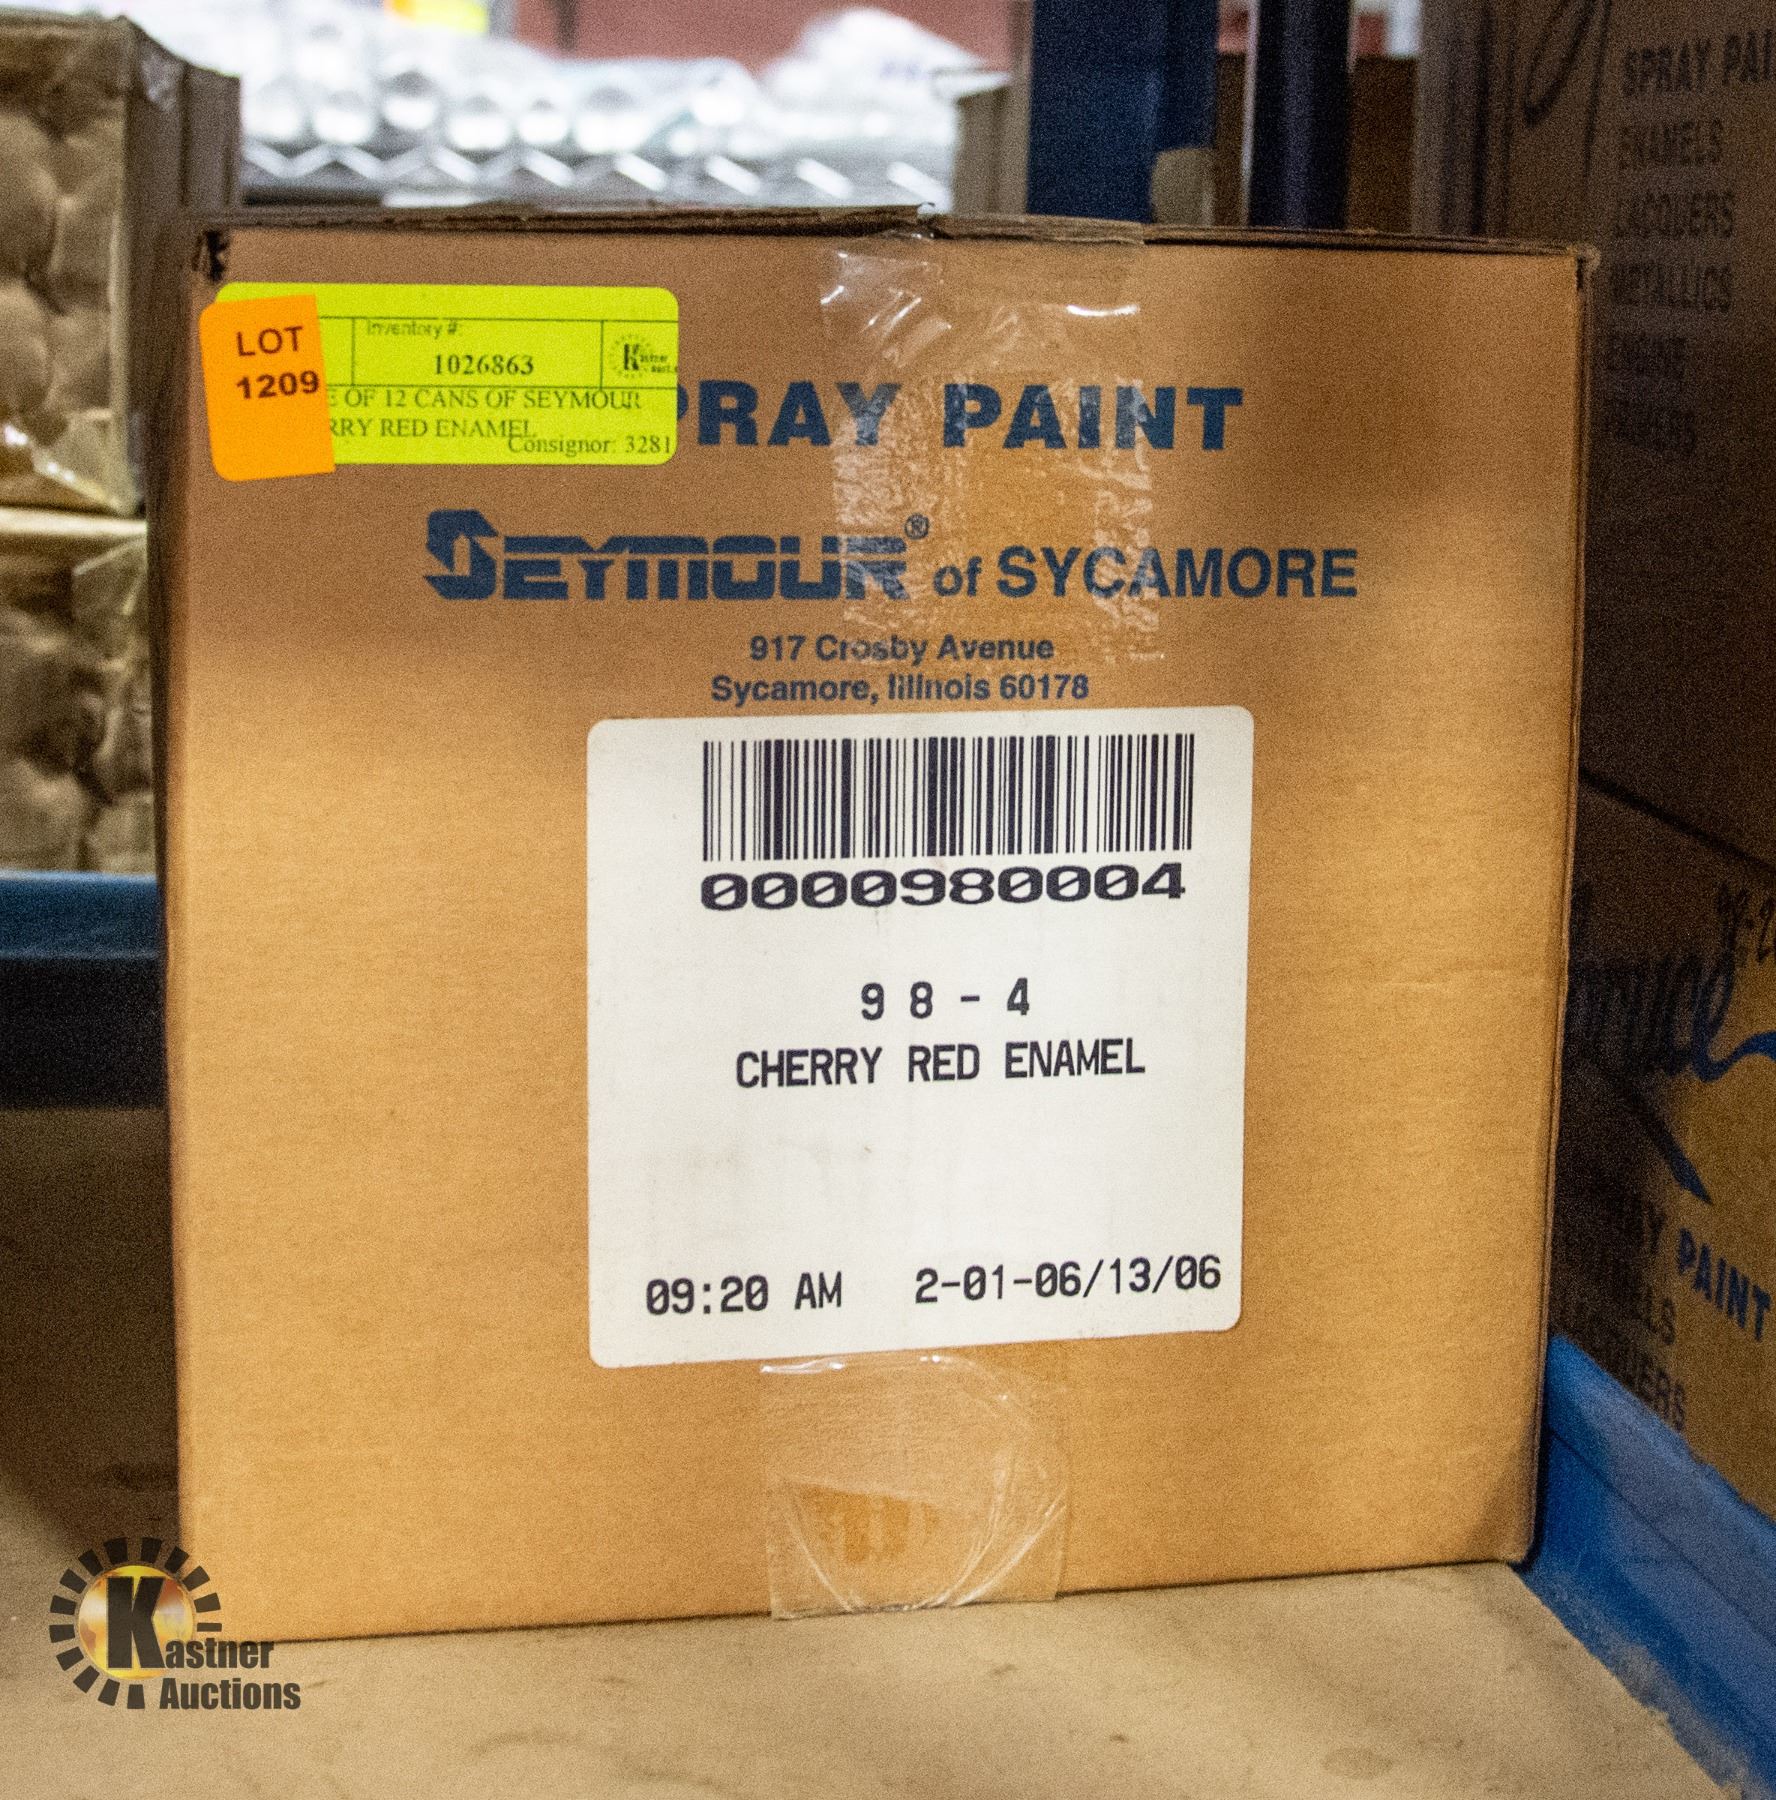 LOT
1209
Inventory #:
1026863
E OF 12 CANS OF SEYMOUR
RRY RED ENAMEL
Consignor: 3281
PRAY PAINT
SEYMOUR® of SYCAMORE
917 Crosby Avenue
Sycamore, Illinois 60178
0000980004
98-4
CHERRY RED ENAMEL
09:20 AM 2-01-06/13/06
SPRAY PAI
ENAMELS
LACQUERS
METALLICS
ENGINE
PAINT
Kastner
Auctions